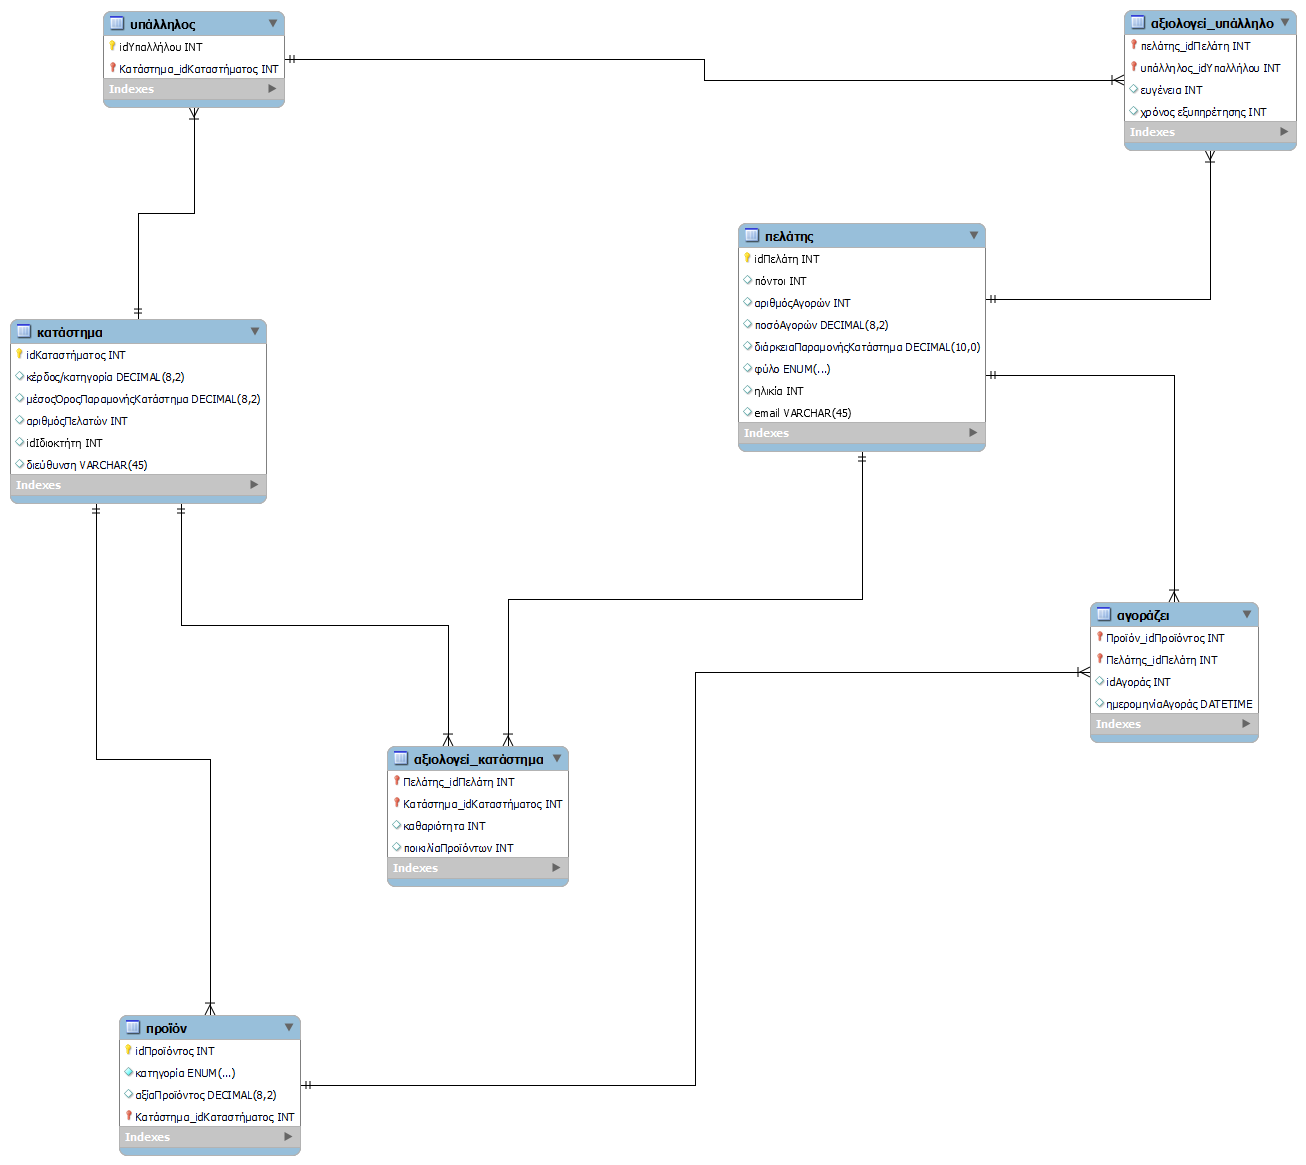 υπάλληλος
idΥπαλλήλου INT
Κατάστημα_idΚαταστήματος INT
Indexes
αξιολογεί_υπάλληλο
πελάτης_idΠελάτη INT
υπάλληλος_idΥπαλλήλου INT
ευγένεια INT
χρόνος εξυπηρέτησης INT
Indexes
πελάτης
idΠελάτη INT
πόντοι INT
αριθμόςΑγορών INT
ποσόΑγορών DECIMAL(8,2)
διάρκειαΠαραμονήςΚατάστημα DECIMAL(10,0)
φύλο ENUM(...)
ηλικία INT
email VARCHAR(45)
Indexes
κατάστημα
idΚαταστήματος INT
κέρδος/κατηγορία DECIMAL(8,2)
μέσοςΌροςΠαραμονήςΚατάστημα DECIMAL(8,2)
αριθμόςΠελατών INT
idΙδιοκτήτη INT
διεύθυνση VARCHAR(45)
Indexes
αγοράζει
Προϊόν_idΠροϊόντος INT
Πελάτης_idΠελάτη INT
idΑγοράς INT
ημερομηνίαΑγοράς DATETIME
Indexes
αξιολογεί_κατάστημα
Πελάτης_idΠελάτη INT
Κατάστημα_idΚαταστήματος INT
καθαριότητα INT
ποικιλίαΠροϊόντων INT
Indexes
προϊόν
idΠροϊόντος INT
κατηγορία ENUM(...)
αξίαΠροϊόντος DECIMAL(8,2)
Κατάστημα_idΚαταστήματος INT
Indexes